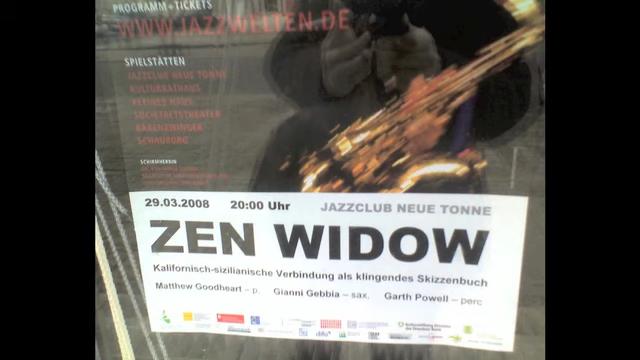 PROGRAMM+TICKETS
WWW.JAZZWELTEN.DE
SPIELSTÄTTEN
JAZZCLUB NEUE TONNE
KULTURRATHAUS
KLEINES HAUS
SOCIETAETSTHEATER
BÄRENZWINGER
SCHAUBURG
SCHIRMHERRIN
29.03.2008 20:00 Uhr JAZZCLUB NEUE TONNE
ZEN WIDOW
Kalifornisch-sizilianische Verbindung als klingendes Skizzenbuch
Matthew Goodheart – p. Gianni Gebbia – sax. Garth Powell – perc